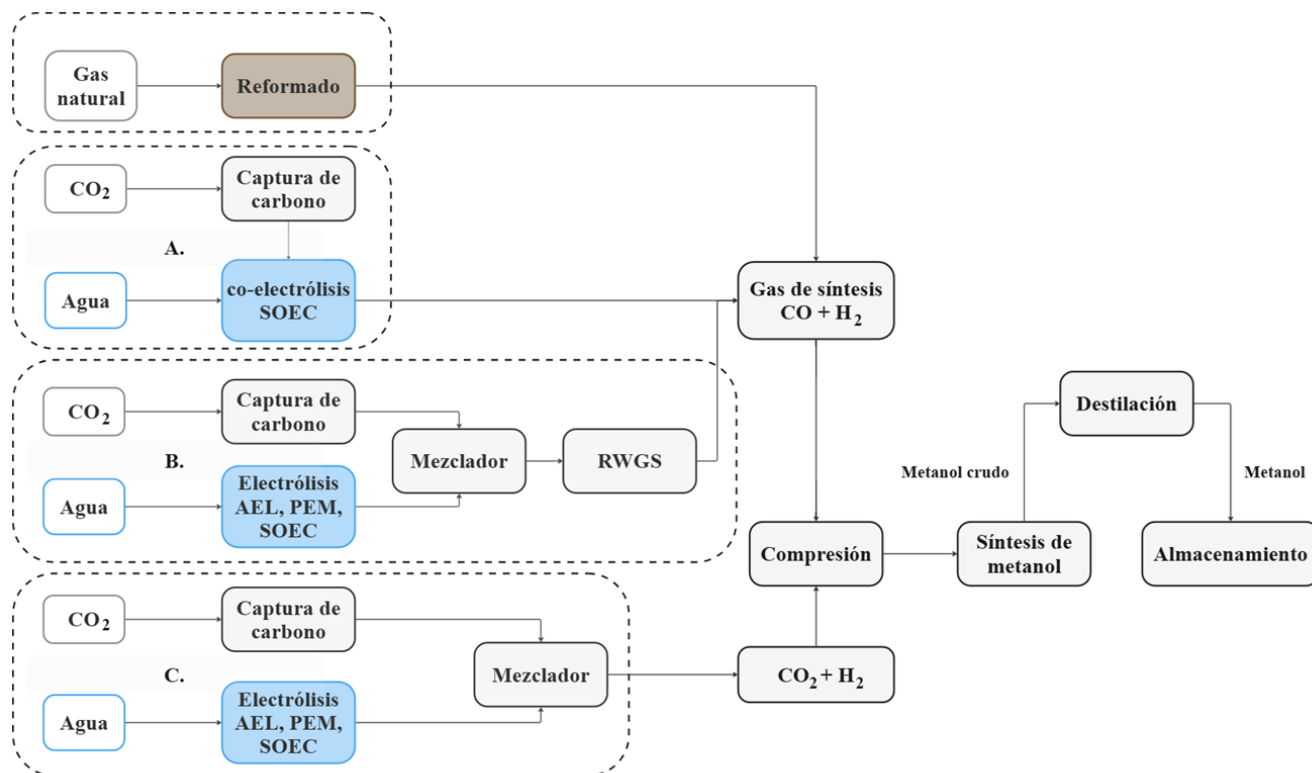 Gas
natural
Reformado
CO₂
Captura de
carbono
A.
Agua
co-electrólisis
SOEC
Gas de síntesis
CO + H₂
CO₂
Captura de
carbono
B.
Agua
Electrólisis
AEL, PEM,
SOEC
Mezclador
RWGS
Destilación
Metanol crudo
Metanol
Compresión
Síntesis de
metanol
Almacenamiento
CO₂
Captura de
carbono
C.
Agua
Electrólisis
AEL, PEM,
SOEC
Mezclador
CO₂ + H₂